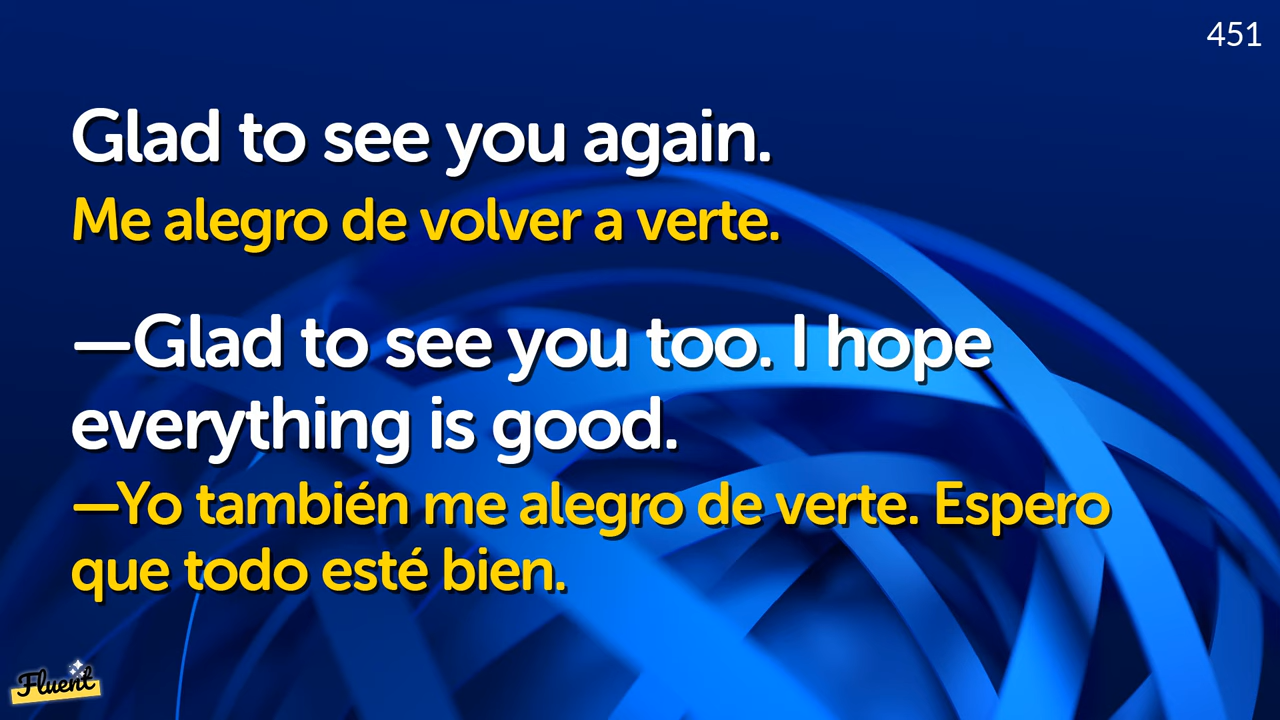 451
Glad to see you again.
Me alegro de volver a verte.
—Glad to see you too. I hope
everything is good.
—Yo también me alegro de verte. Espero
que todo esté bien.
Fluent